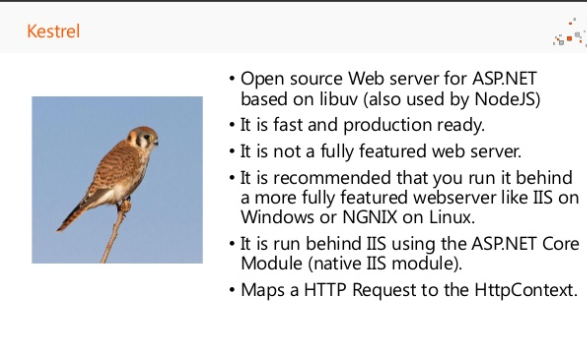 Kestrel
• Open source Web server for ASP.NET
based on libuv (also used by NodeJS)
• It is fast and production ready.
• It is not a fully featured web server.
• It is recommended that you run it behind
a more fully featured webserver like IIS on
Windows or NGNIX on Linux.
• It is run behind IIS using the ASP.NET Core
Module (native IIS module).
• Maps a HTTP Request to the HttpContext.